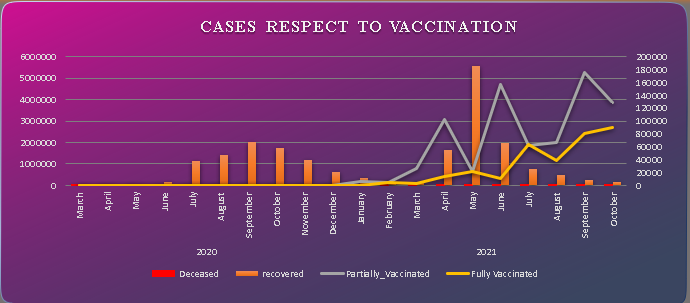 CASES RESPECT TO VACCINATION
6000000
5000000
4000000
3000000
2000000
1000000
0
200000
180000
160000
140000
120000
100000
80000
60000
40000
20000
0
March
April
May
June
July
August
September
October
November
December
January
February
March
April
May
June
July
August
September
October
2020
2021
Deceased
recovered
Partially_Vaccinated
Fully Vaccinated